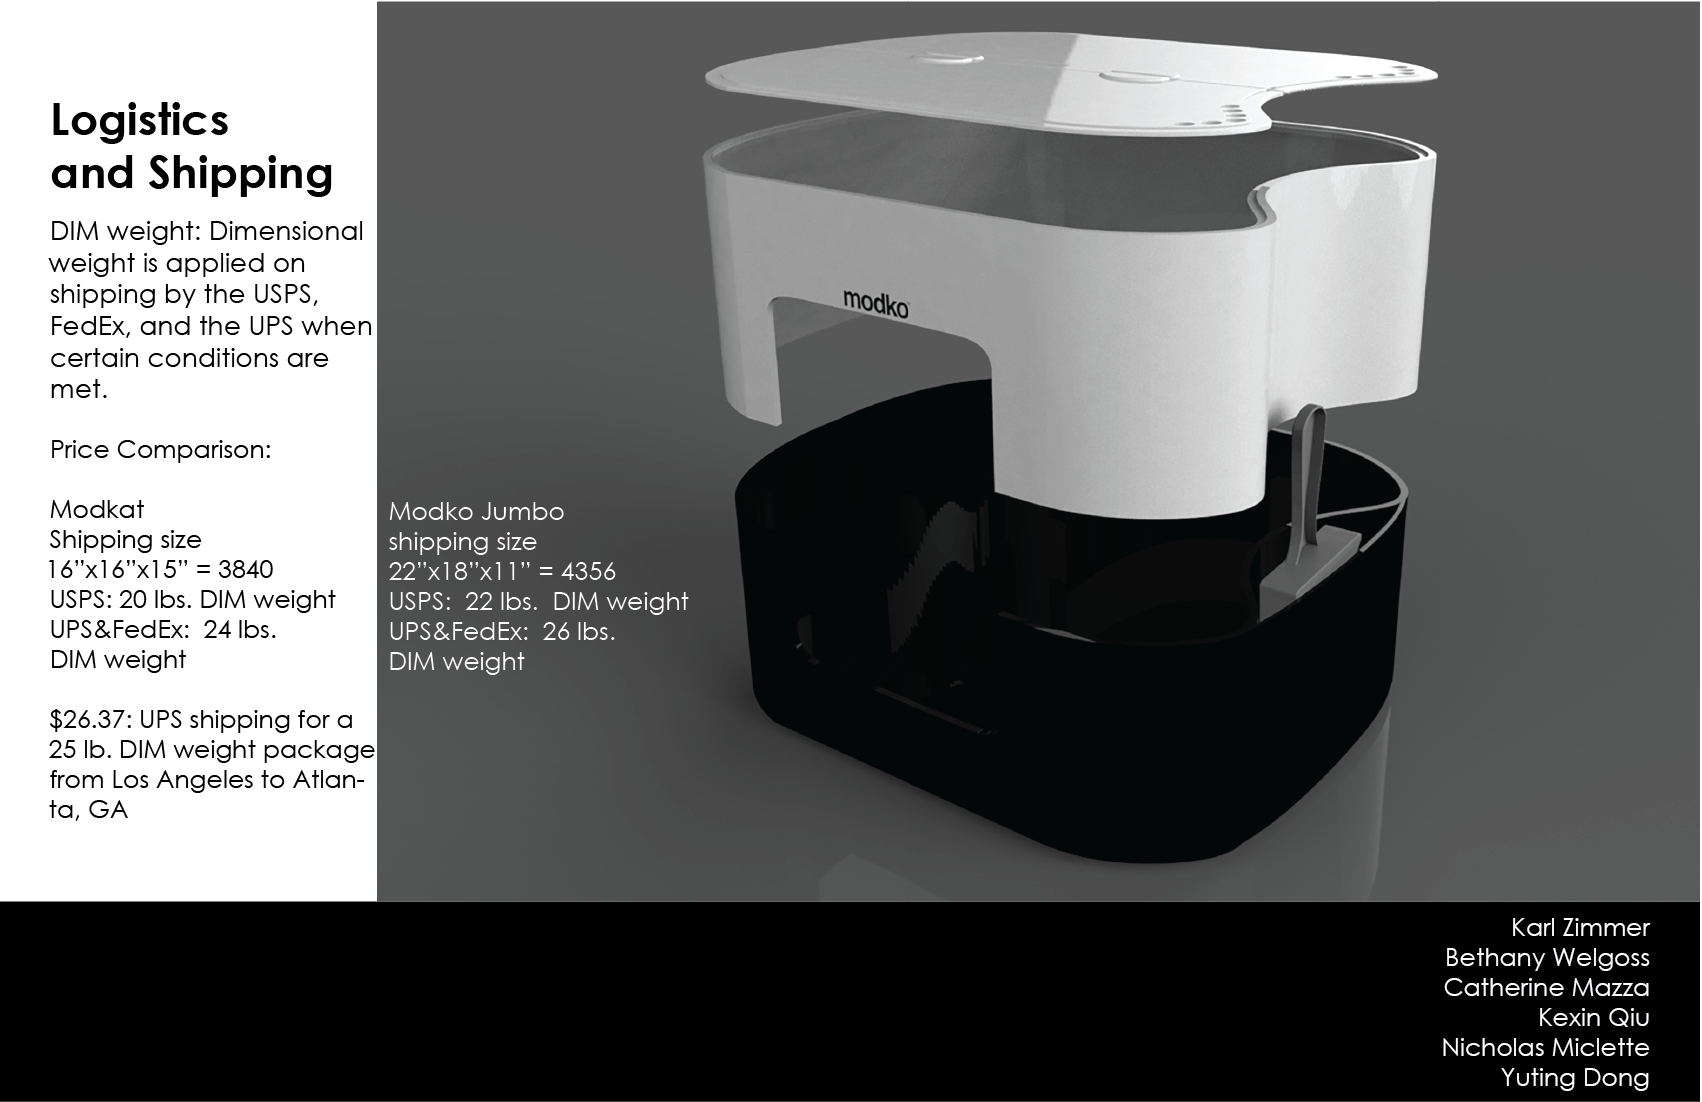 Logistics
and Shipping
DIM weight: Dimensional
weight is applied on
shipping by the USPS,
FedEx, and the UPS when
certain conditions are
met.
Price Comparison:
Modkat
Shipping size
16”x16”x15” = 3840
USPS: 20 lbs. DIM weight
UPS&FedEx:  24 lbs.
DIM weight
$26.37: UPS shipping for a
25 lb. DIM weight package
from Los Angeles to Atlan-
ta, GA
Modko Jumbo
shipping size
22”x18”x11” = 4356
USPS:  22 lbs.  DIM weight
UPS&FedEx:  26 lbs.
DIM weight
modko
Karl Zimmer
Bethany Welgoss
Catherine Mazza
Kexin Qiu
Nicholas Miclette
Yuting Dong